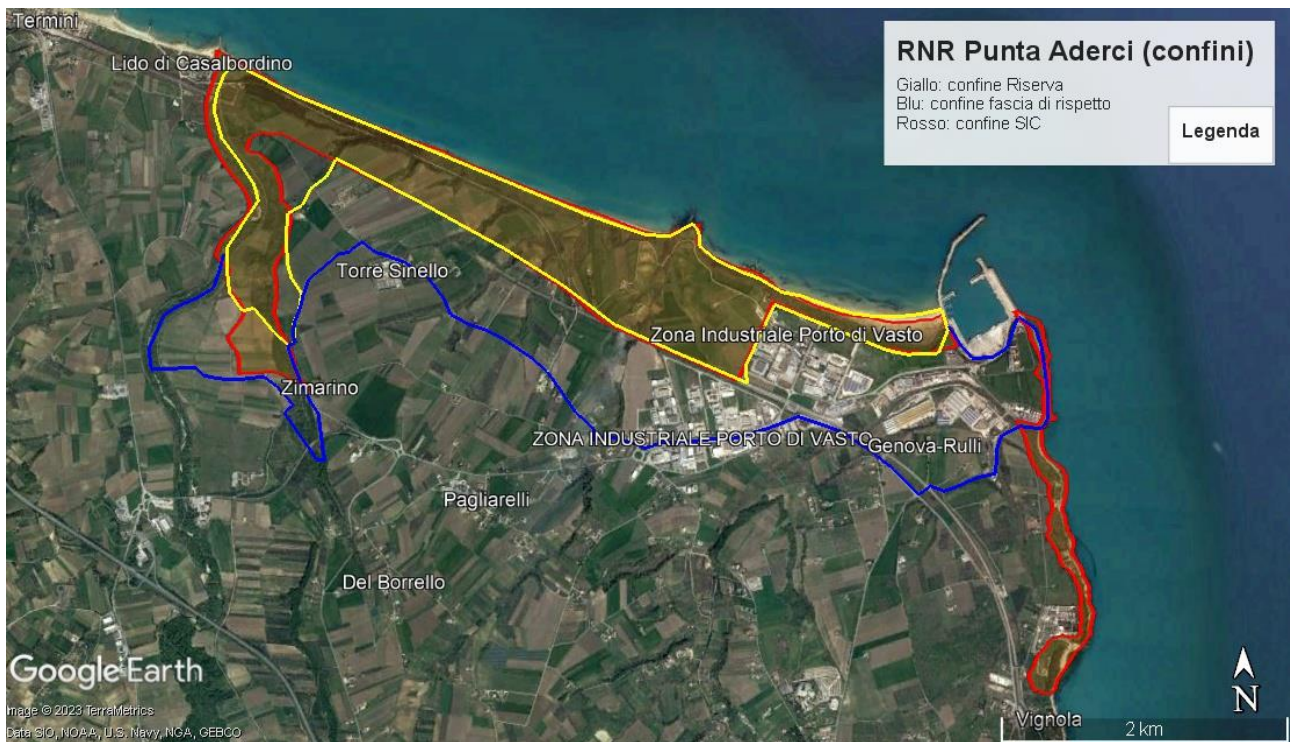 Termini
Lido di Casalbordino
RNR Punta Aderci (confini)
Giallo: confine Riserva
Blu: confine fascia di rispetto
Rosso: confine SIC
Legenda
Torre Sinello
Zona Industriale Porto di Vasto
Zimarino
ZONA INDUSTRIALE PORTO DI VASTO
Genova-Rulli
Pagliarelli
Del Borrello
Google Earth
Image © 2023 TerraMetrics
Data SIO, NOAA, U.S. Navy, NGA, GEBCO
Vignola
N
2 km